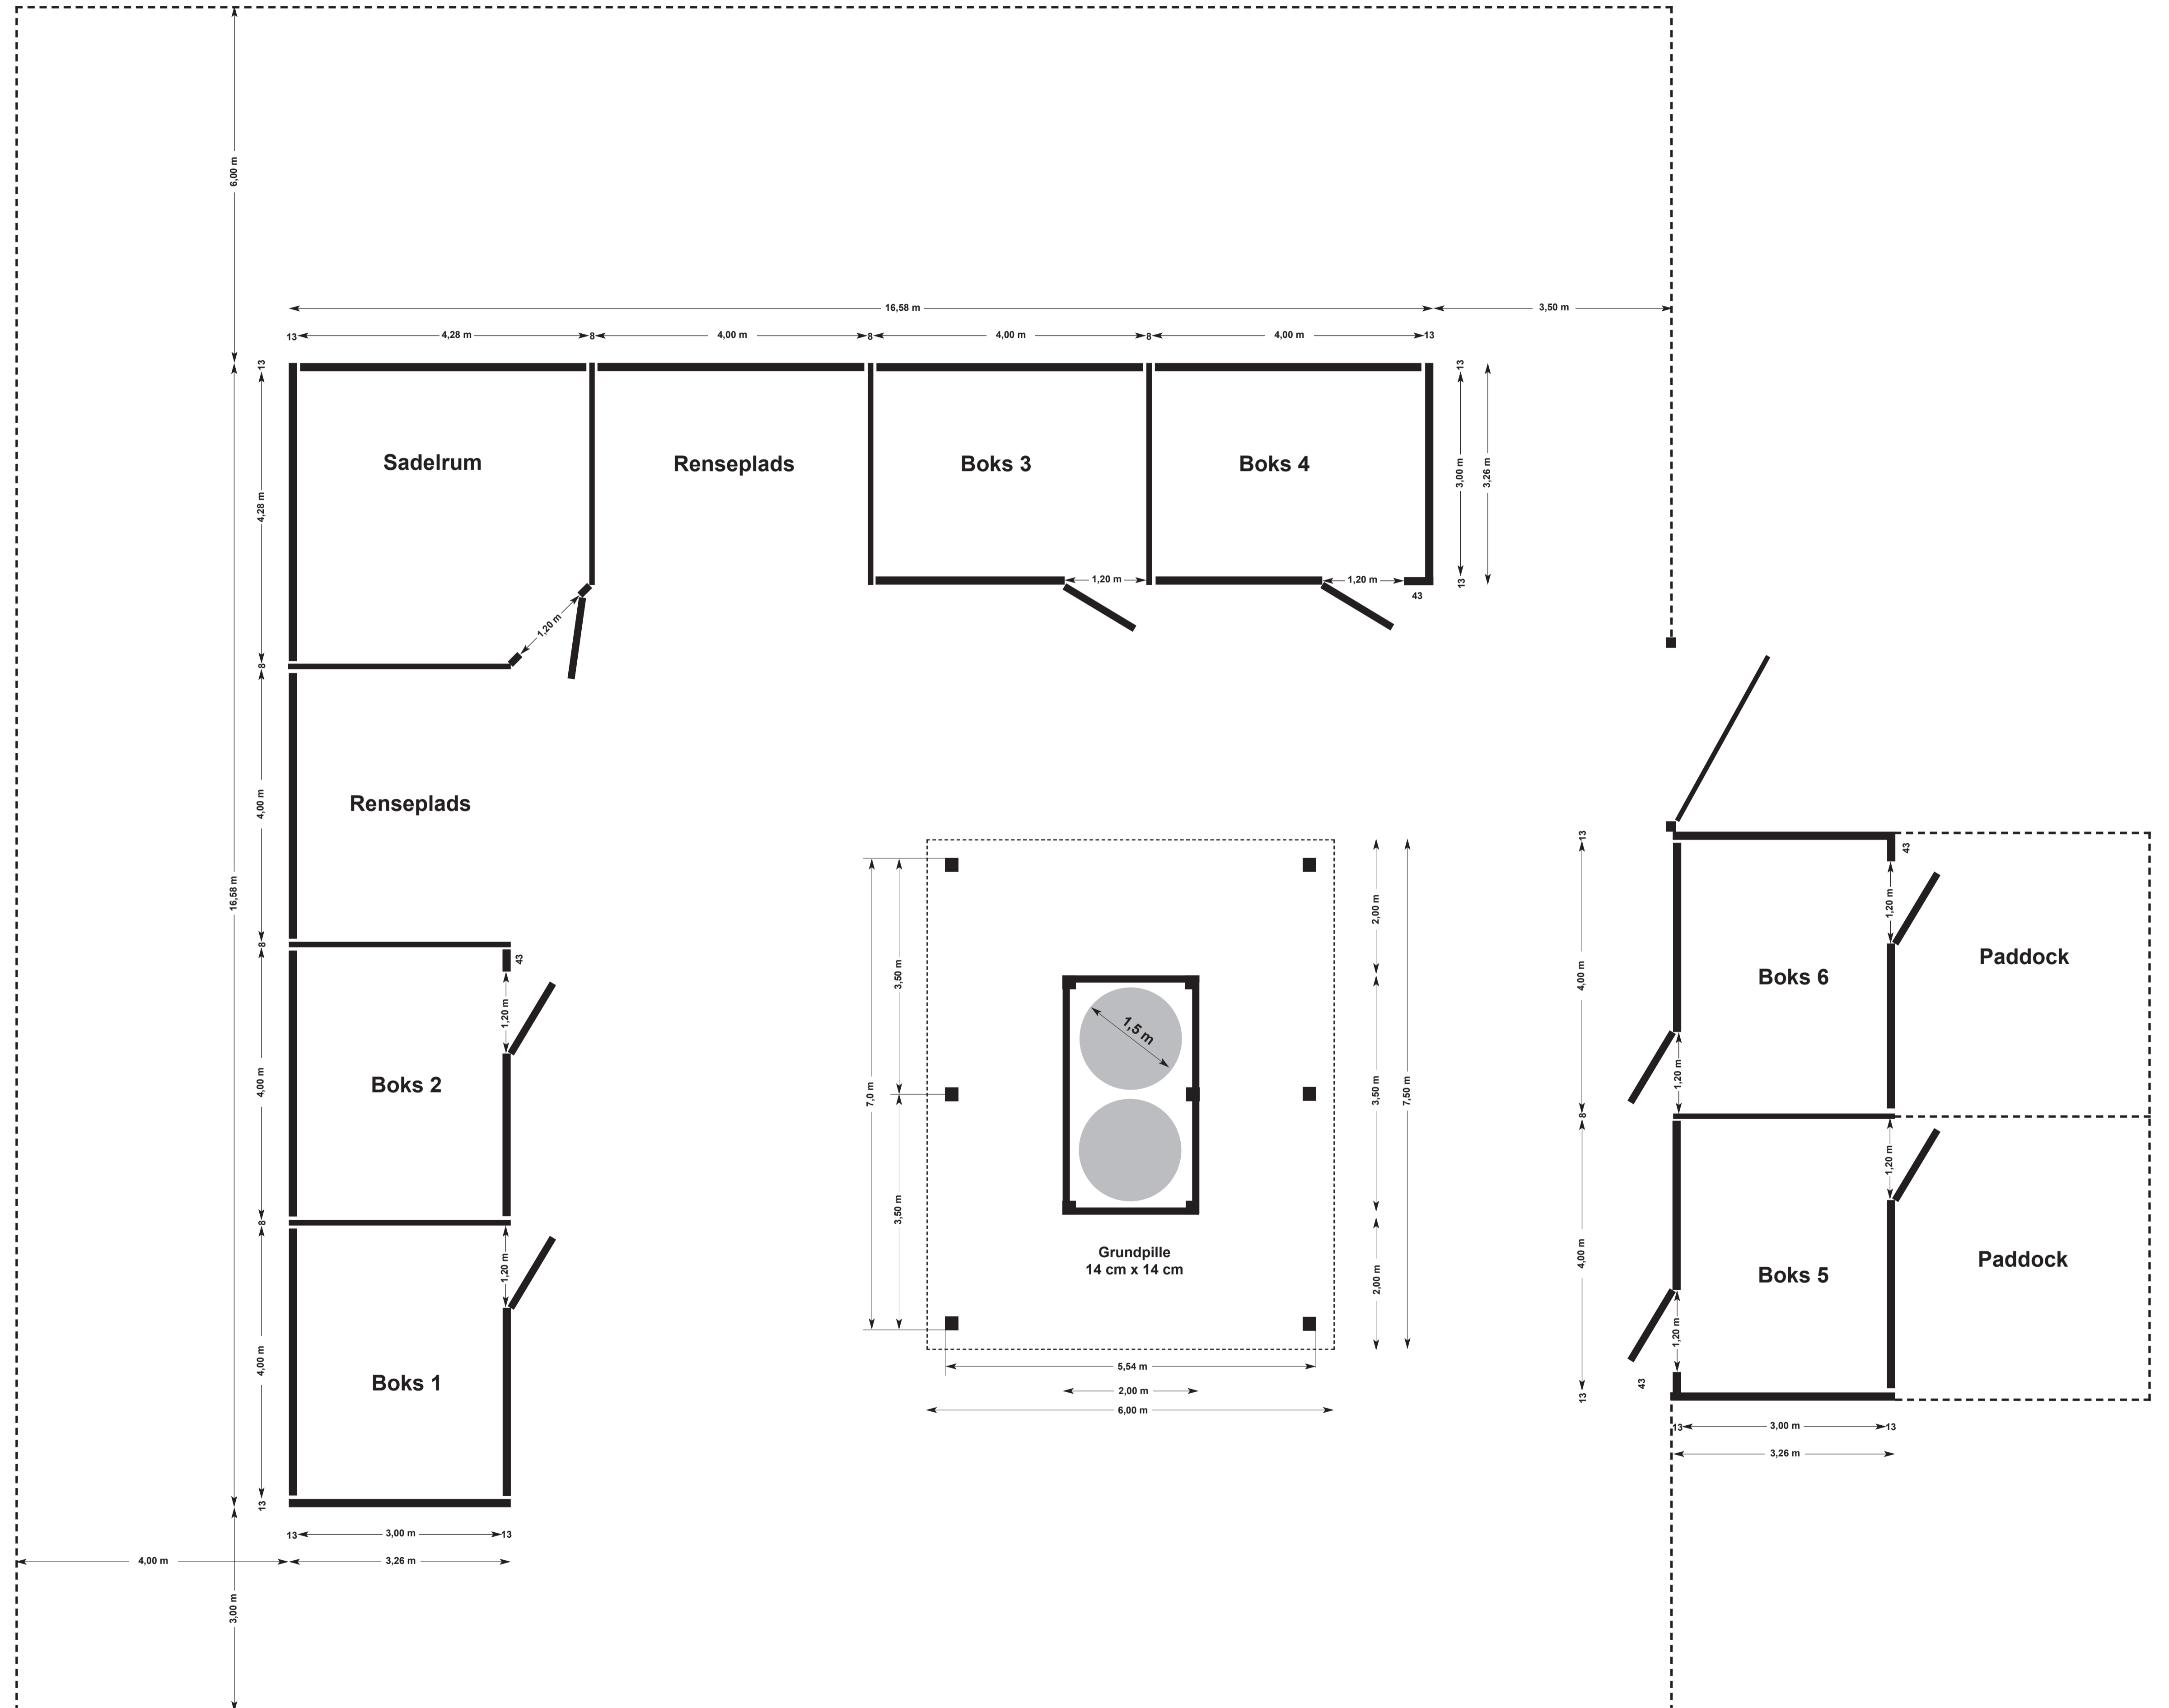 6,00 m
16,58 m
3,50 m
13
4,28 m
8
4,00 m
8
4,00 m
8
4,00 m
13
13
4,28 m
8
4,00 m
8
4,00 m
8
4,00 m
13
16,58 m
3,00 m
Sadelrum
Renseplads
Boks 3
Boks 4
13
3,00 m
13
3,26 m
1,20 m
1,20 m
1,20 m
43
Renseplads
43
1,20 m
Boks 2
1,20 m
Boks 1
13
3,00 m
13
4,00 m
3,26 m
7,0 m
3,50 m
3,50 m
1,5 m
Grundpille
14 cm x 14 cm
2,00 m
3,50 m
2,00 m
7,50 m
5,54 m
2,00 m
6,00 m
13
4,00 m
8
4,00 m
13
43
1,20 m
Boks 6
Paddock
1,20 m
1,20 m
Boks 5
Paddock
1,20 m
43
13
3,00 m
13
3,26 m